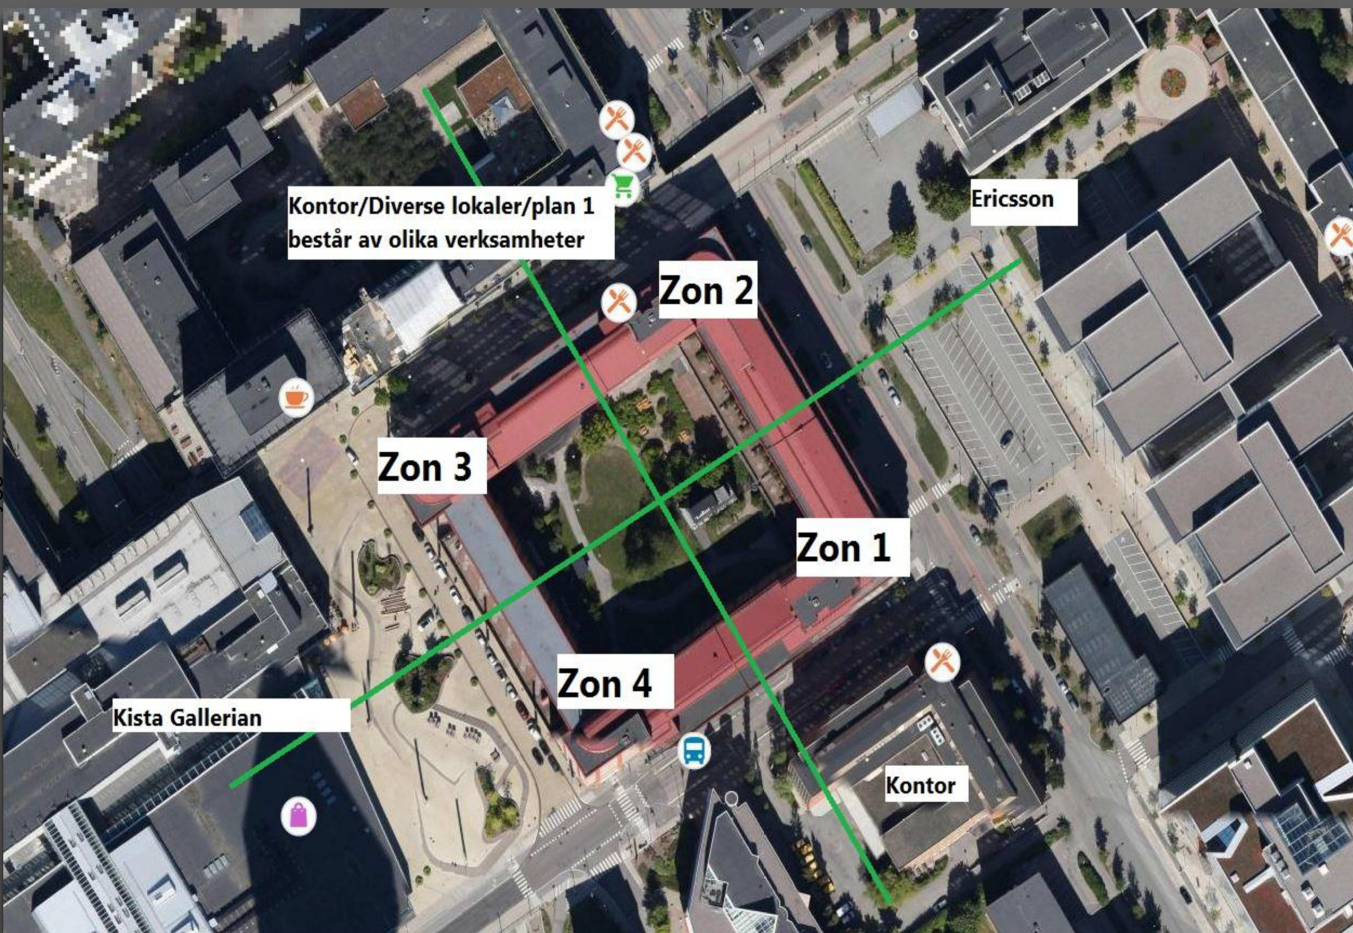 Kontor/Diverse lokaler/plan 1
består av olika verksamheter
Ericsson
Zon 2
Zon 3
Zon 1
Zon 4
Kista Gallerian
Kontor